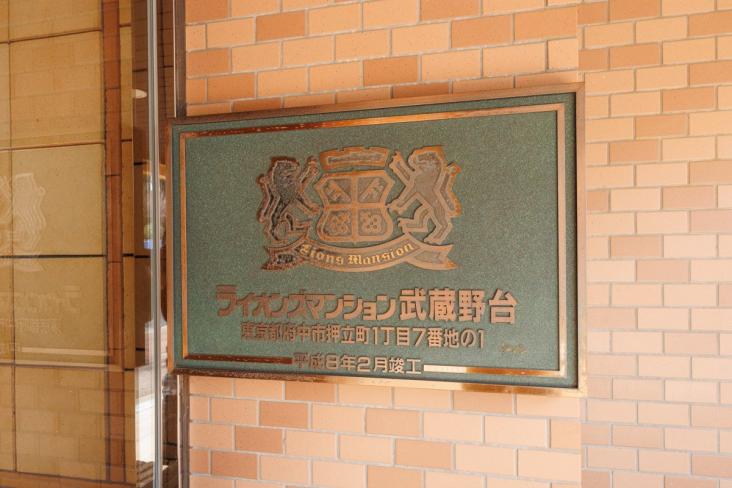 Lions Mansion
ライオンズマンション武蔵野台
東京都府中市押立町1丁目7番地の1
平成8年2月竣工